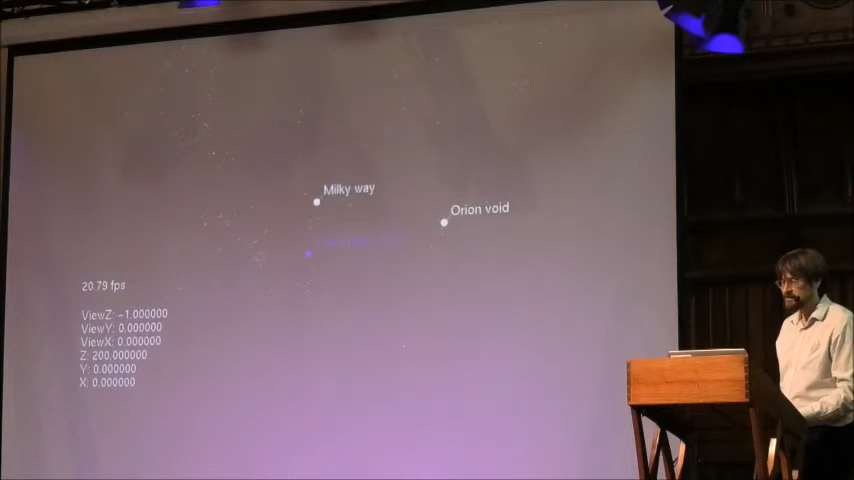 Milky way
Orion void
20.79 fps
ViewZ: -1.000000
ViewY: 0.000000
ViewX: 0.000000
Z: 200.000000
Y: 0.000000
X: 0.000000